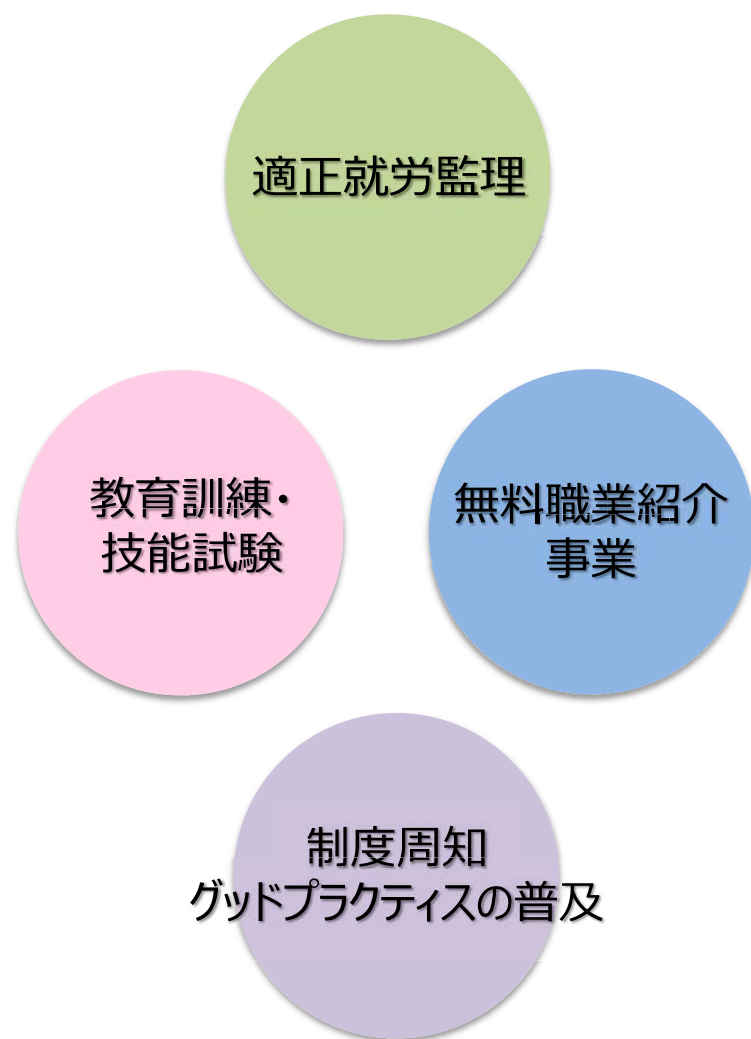 適正就労監理
教育訓練・
技能試験
無料職業紹介
事業
制度周知
グッドプラクティスの普及